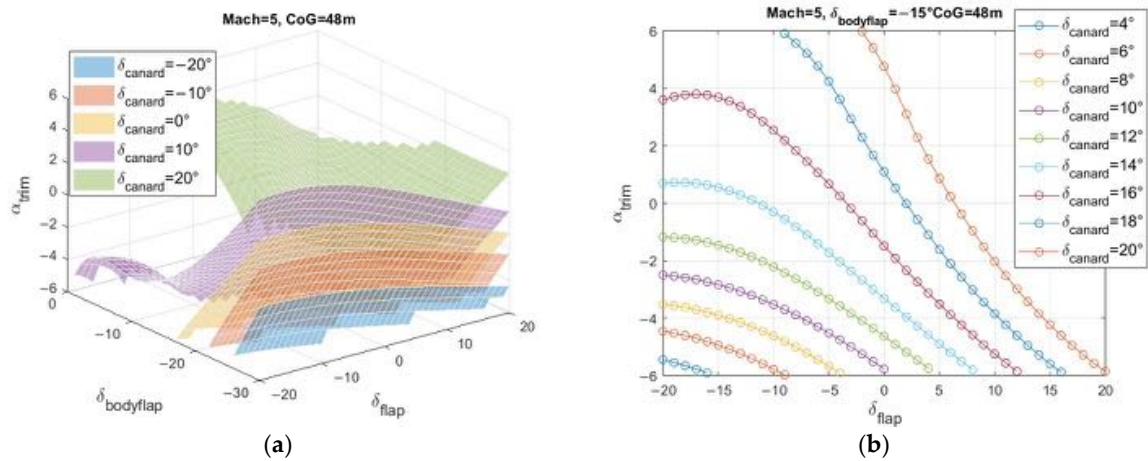 Mach=5, CoG=48m
δcanard=−20°
δcanard=−10°
δcanard=0°
δcanard=10°
δcanard=20°
αtrim
6
4
2
0
−2
−4
−6
0
−10
−20
−30
δbodyflap
−20
−10
0
10
20
δflap
(a)
Mach=5, δbodyflap=−15°CoG=48m
δcanard=4°
δcanard=6°
δcanard=8°
δcanard=10°
δcanard=12°
δcanard=14°
δcanard=16°
δcanard=18°
δcanard=20°
αtrim
6
4
2
0
-2
-4
-6
-20
-15
-10
-5
0
5
10
15
20
δflap
(b)